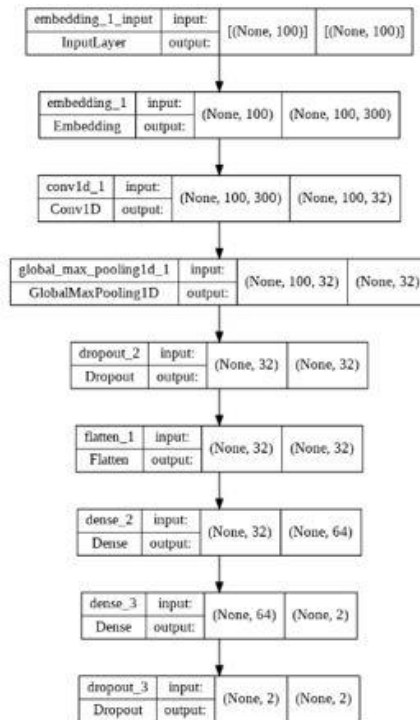 embedding_1_input input: [(None, 100)] [(None, 100)]
InputLayer output:
embedding_1 input: (None, 100) (None, 100, 300)
Embedding output:
conv1d_1 input: (None, 100, 300) (None, 100, 32)
Conv1D output:
global_max_pooling1d_1 input: (None, 100, 32) (None, 32)
GlobalMaxPooling1D output:
dropout_2 input: (None, 32) (None, 32)
Dropout output:
flatten_1 input: (None, 32) (None, 32)
Flatten output:
dense_2 input: (None, 32) (None, 64)
Dense output:
dense_3 input: (None, 64) (None, 2)
Dense output:
dropout_3 input: (None, 2) (None, 2)
Dropout output: